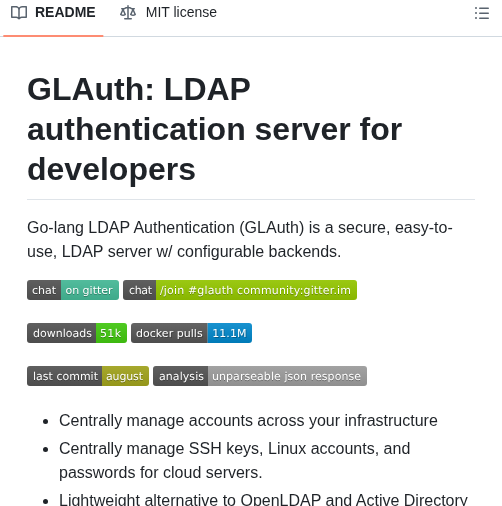 README MIT license
GLAuth: LDAP
authentication server for
developers
Go-lang LDAP Authentication (GLAuth) is a secure, easy-to-
use, LDAP server w/ configurable backends.
chat on gitter chat /join #glauth community:gitter.im
downloads 51k docker pulls 11.1M
last commit august analysis unparseable json response
• Centrally manage accounts across your infrastructure
• Centrally manage SSH keys, Linux accounts, and
passwords for cloud servers.
• Lightweight alternative to OpenLDAP and Active Directory